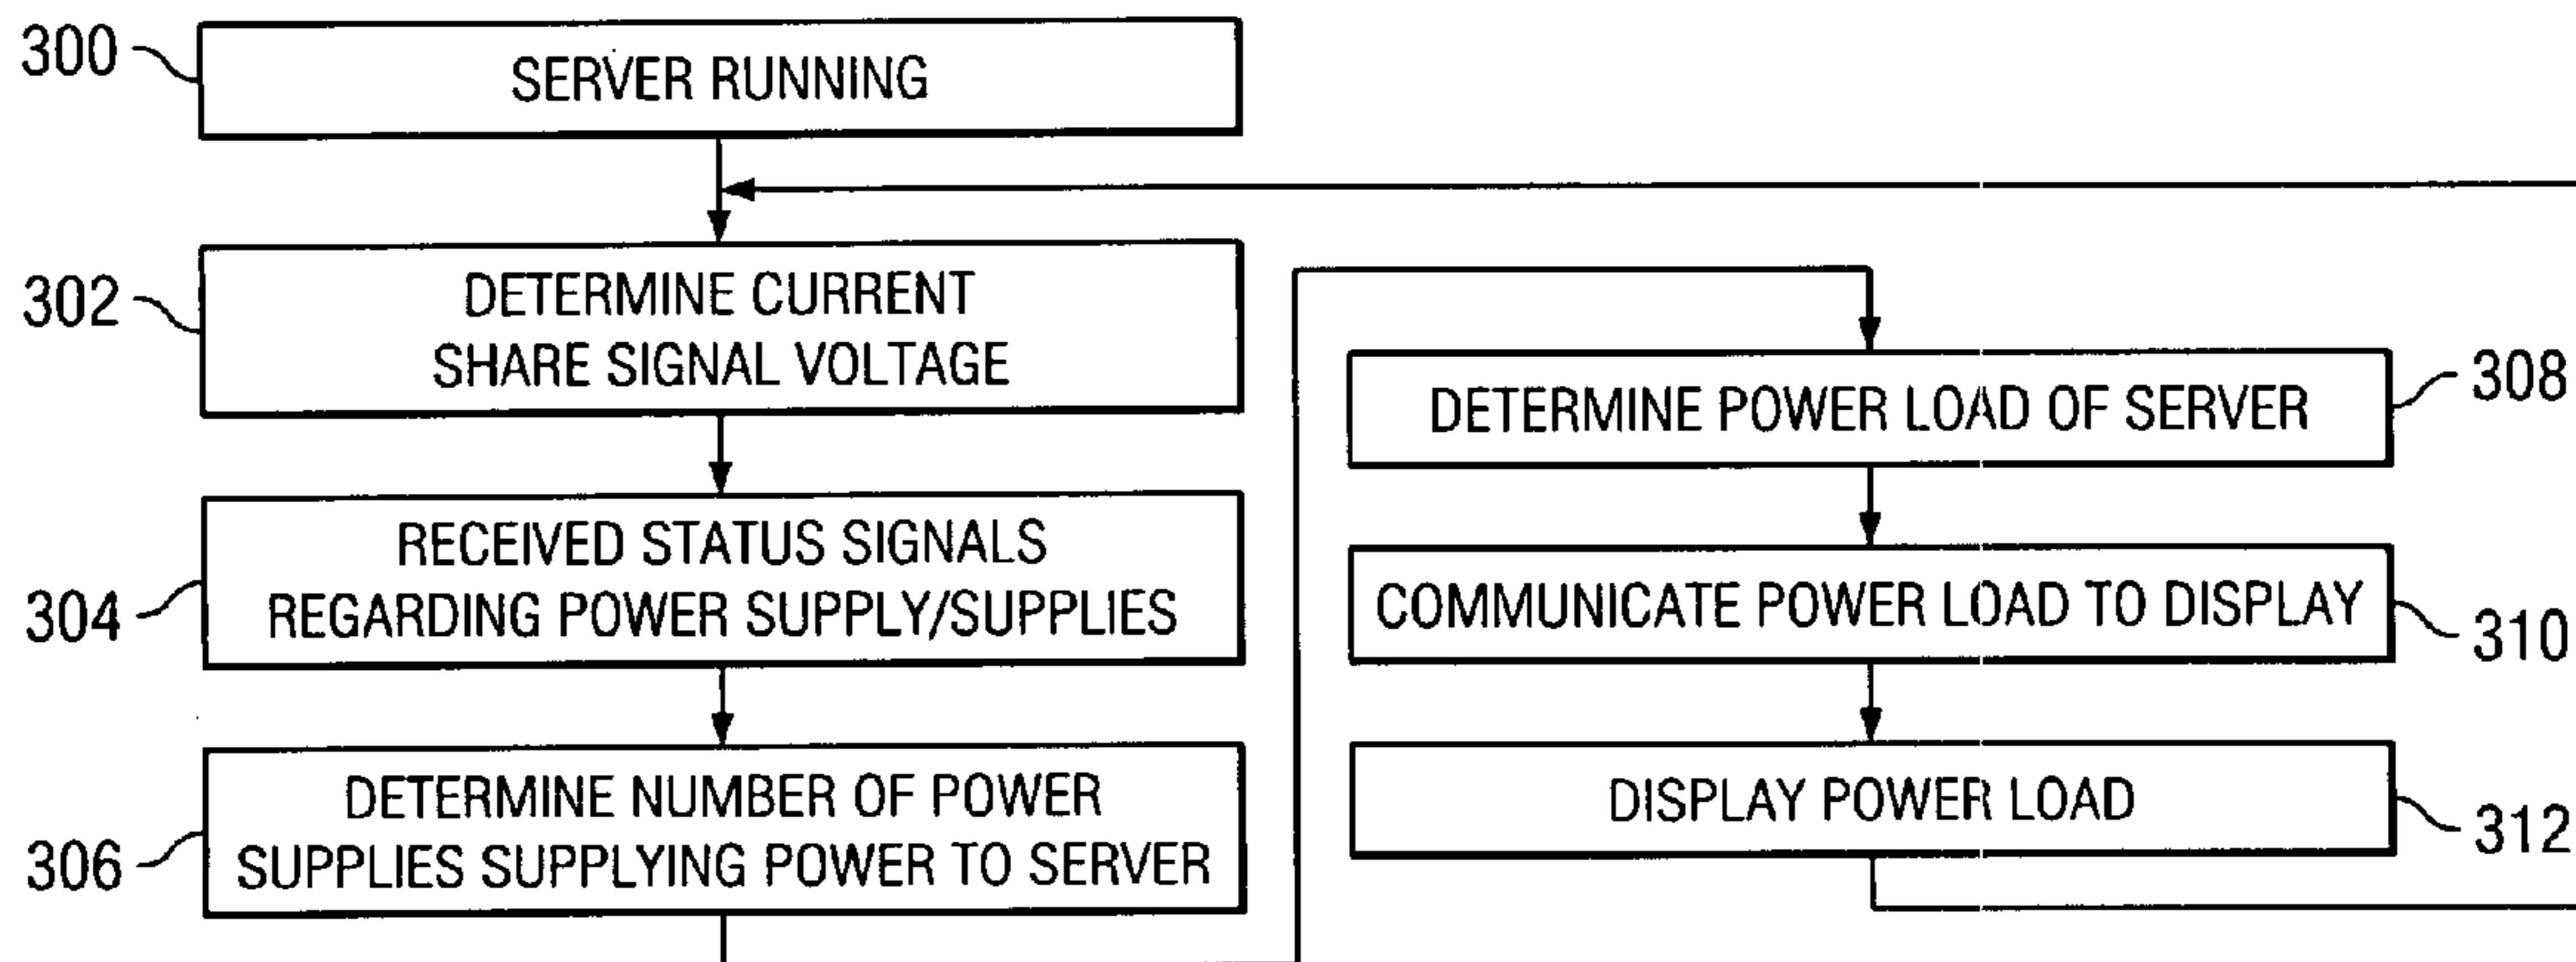 300
SERVER RUNNING
302
DETERMINE CURRENT
SHARE SIGNAL VOLTAGE
304
RECEIVED STATUS SIGNALS
REGARDING POWER SUPPLY/SUPPLIES
306
DETERMINE NUMBER OF POWER
SUPPLIES SUPPLYING POWER TO SERVER
DETERMINE POWER LOAD OF SERVER
308
COMMUNICATE POWER LOAD TO DISPLAY
310
DISPLAY POWER LOAD
312